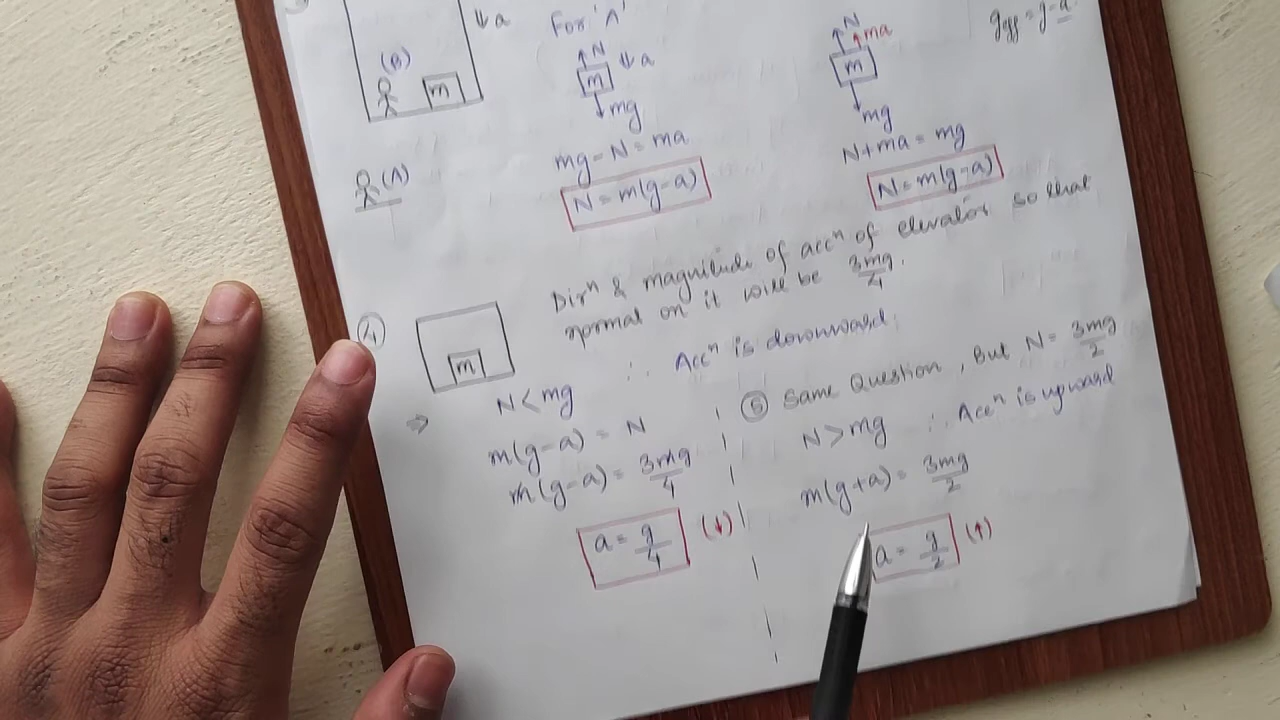 ↓a
(B)
m
(A)
For 'A'
N
m
↓a
mg
mg-N = ma
N = m(g-a)
N
ma
m
mg
N+ma = mg
N = m(g-a)
geff = g-a
4
m
Dirⁿ & magnitude of accⁿ of elevator so that
normal on it will be 3mg/4.
∴ Accⁿ is downward.
⇒
N < mg
m(g-a) = N
m(g-a) = 3mg/4
a = g/4 (↓)
5 Same Question, But N = 3mg/2
N > mg ∴ Accⁿ is upward
m(g+a) = 3mg/2
a = g/2 (↑)